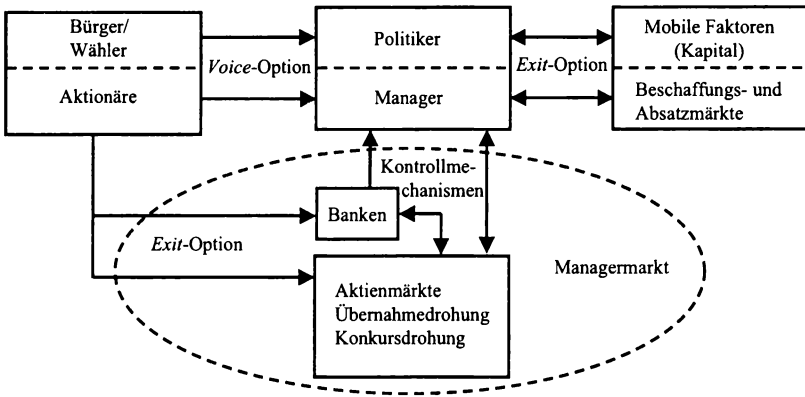 Bürger/
Wähler
Aktionäre
Voice-Option
Politiker
Manager
Exit-Option
Mobile Faktoren
(Kapital)
Beschaffungs- und
Absatzmärkte
Kontrollme-
chanismen
Banken
Exit-Option
Managermarkt
Aktienmärkte
Übernahmedrohung
Konkursdrohung